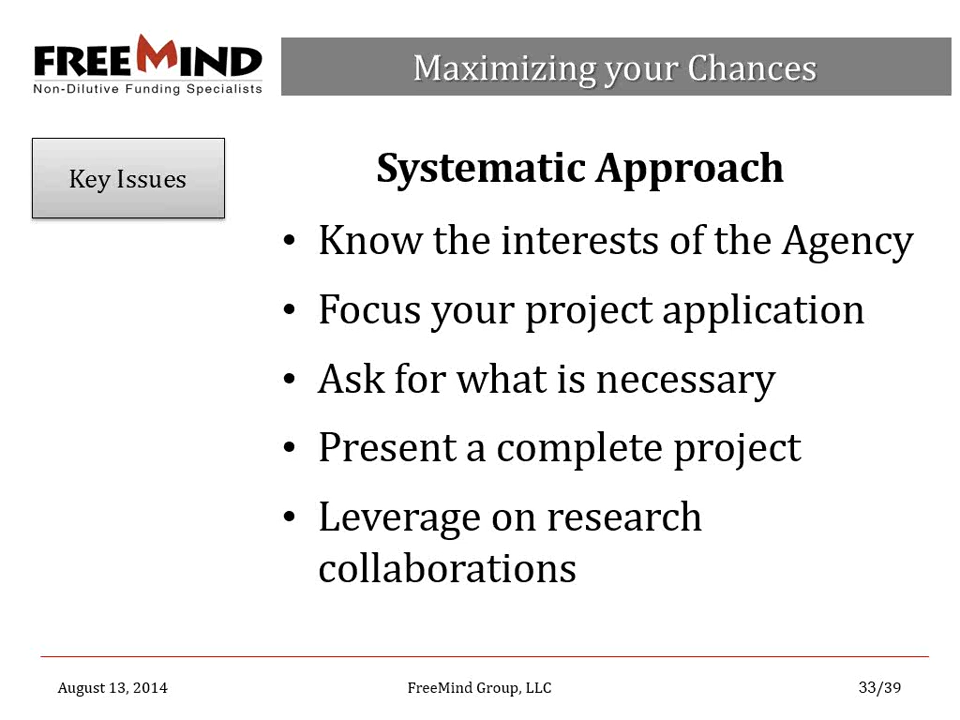 FREEMIND
Non-Dilutive Funding Specialists
Maximizing your Chances
Key Issues
Systematic Approach
• Know the interests of the Agency
• Focus your project application
• Ask for what is necessary
• Present a complete project
• Leverage on research
collaborations
August 13, 2014
FreeMind Group, LLC
33/39